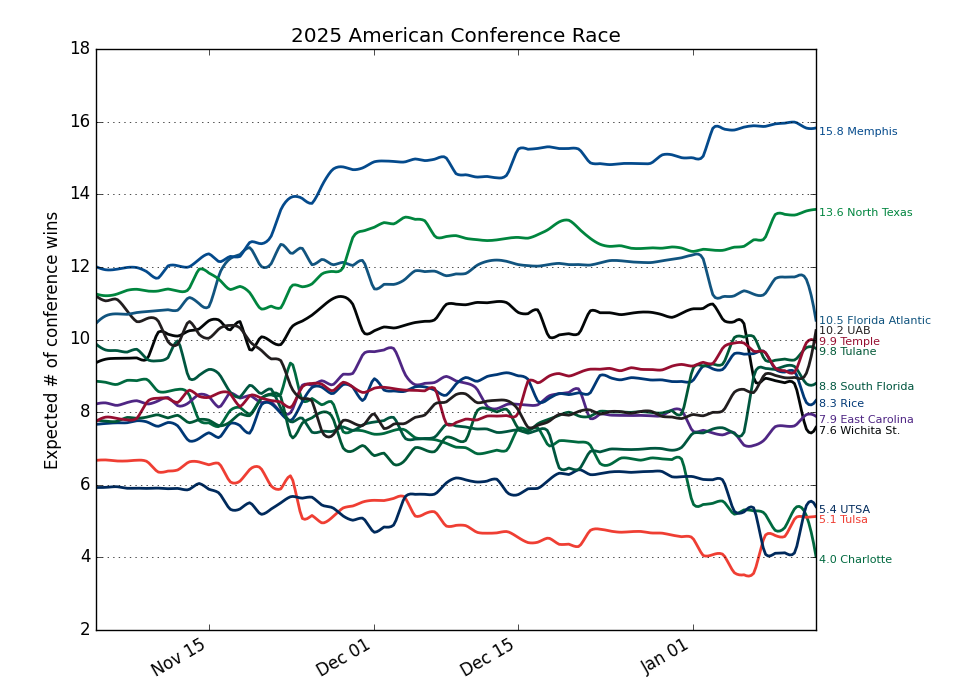 2025 American Conference Race
Expected # of conference wins
18
16
14
12
10
8
6
4
2
Nov 15
Dec 01
Dec 15
Jan 01
15.8 Memphis
13.6 North Texas
10.5 Florida Atlantic
10.2 UAB
9.9 Temple
9.8 Tulane
8.8 South Florida
8.3 Rice
7.9 East Carolina
7.6 Wichita St.
5.4 UTSA
5.1 Tulsa
4.0 Charlotte